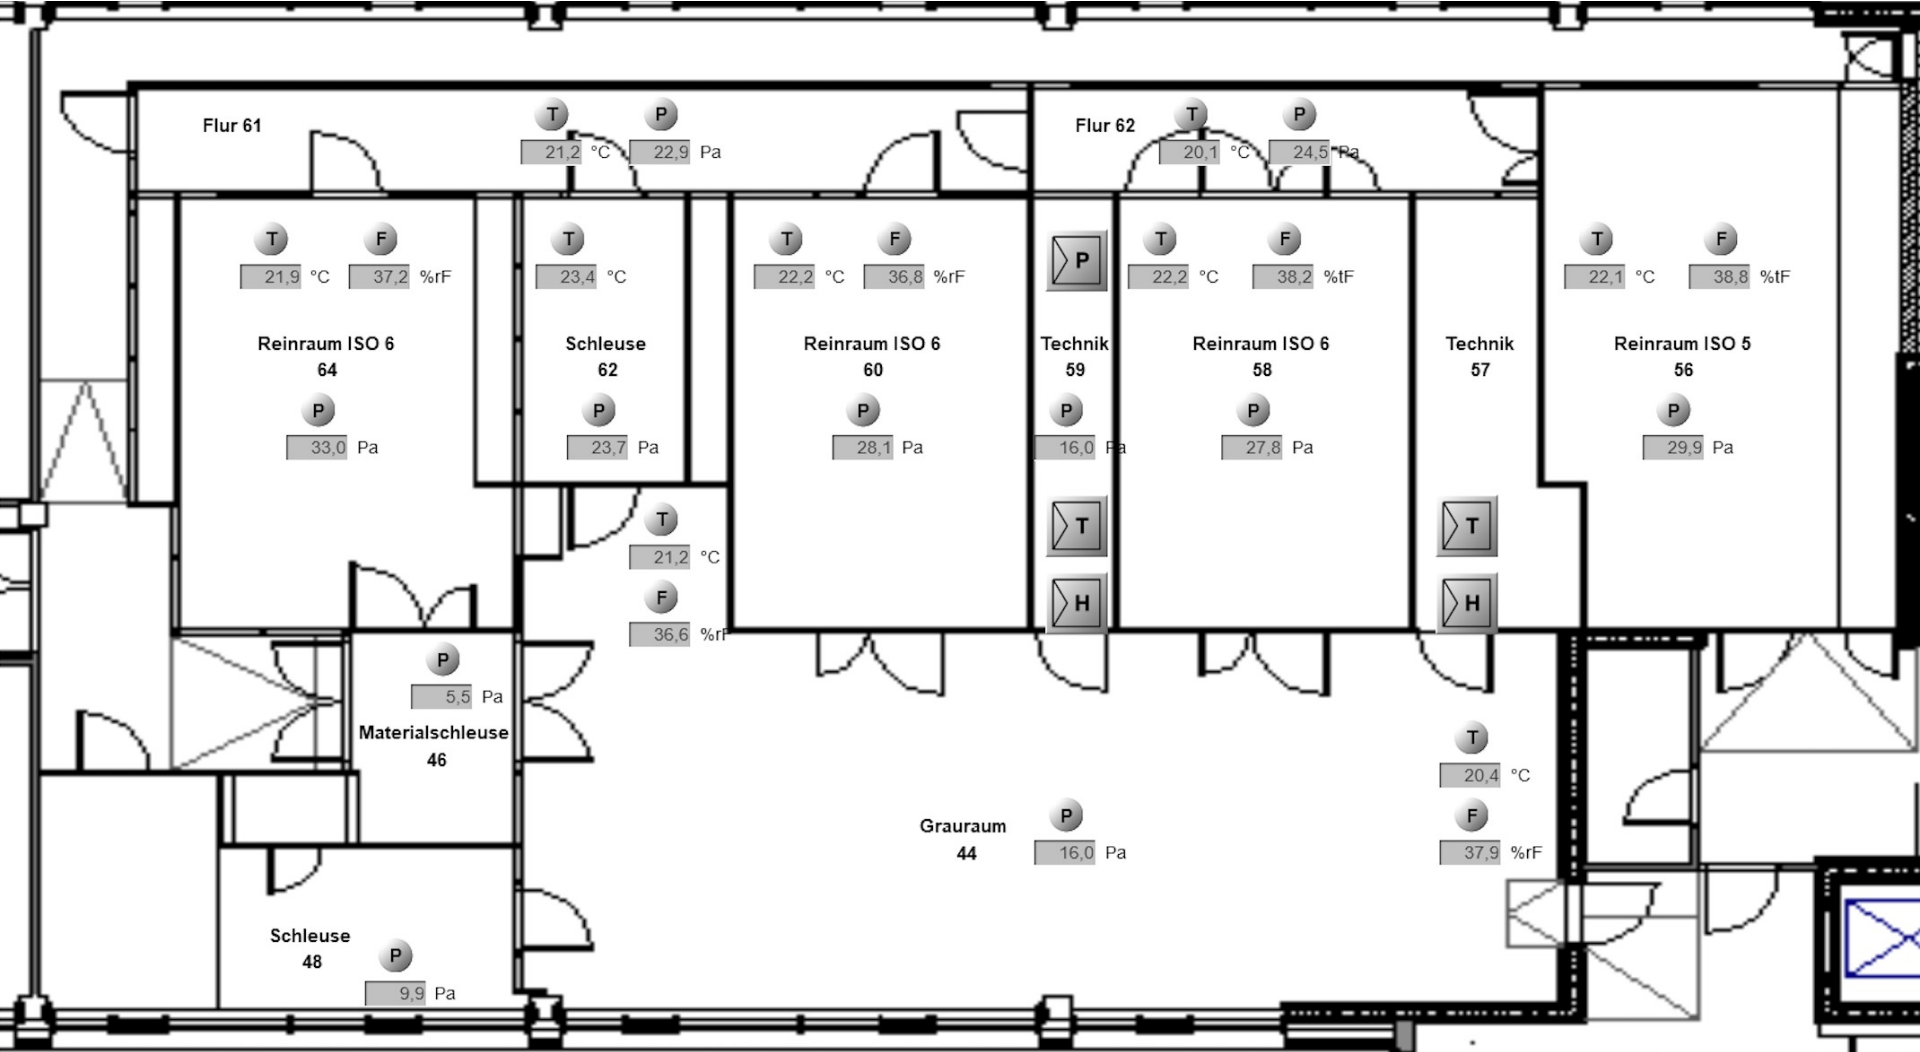 T P T P
Flur 61 Flur 62
21,2 °C 22,9 Pa 20,1 °C 24,5 Pa
T F T T F P T F T F
21,9 °C 37,2 %rF 23,4 °C 22,2 °C 36,8 %rF 22,2 °C 38,2 %tF 22,1 °C 38,8 %tF
Reinraum ISO 6 Schleuse Reinraum ISO 6 Technik Reinraum ISO 6 Technik Reinraum ISO 5
64 62 60 59 58 57 56
P P P P P P
33,0 Pa 23,7 Pa 28,1 Pa 16,0 Pa 27,8 Pa 29,9 Pa
T T T
21,2 °C
F H H
36,6 %rF
P
5,5 Pa
Materialschleuse T
46 20,4 °C
P F
Grauraum
44 16,0 Pa 37,9 %rF
Schleuse P
48
9,9 Pa